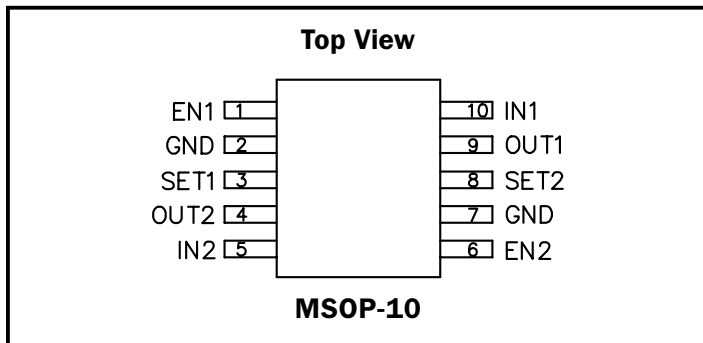 Top View
EN1 1 10 IN1
GND 2 9 OUT1
SET1 3 8 SET2
OUT2 4 7 GND
IN2 5 6 EN2
MSOP-10